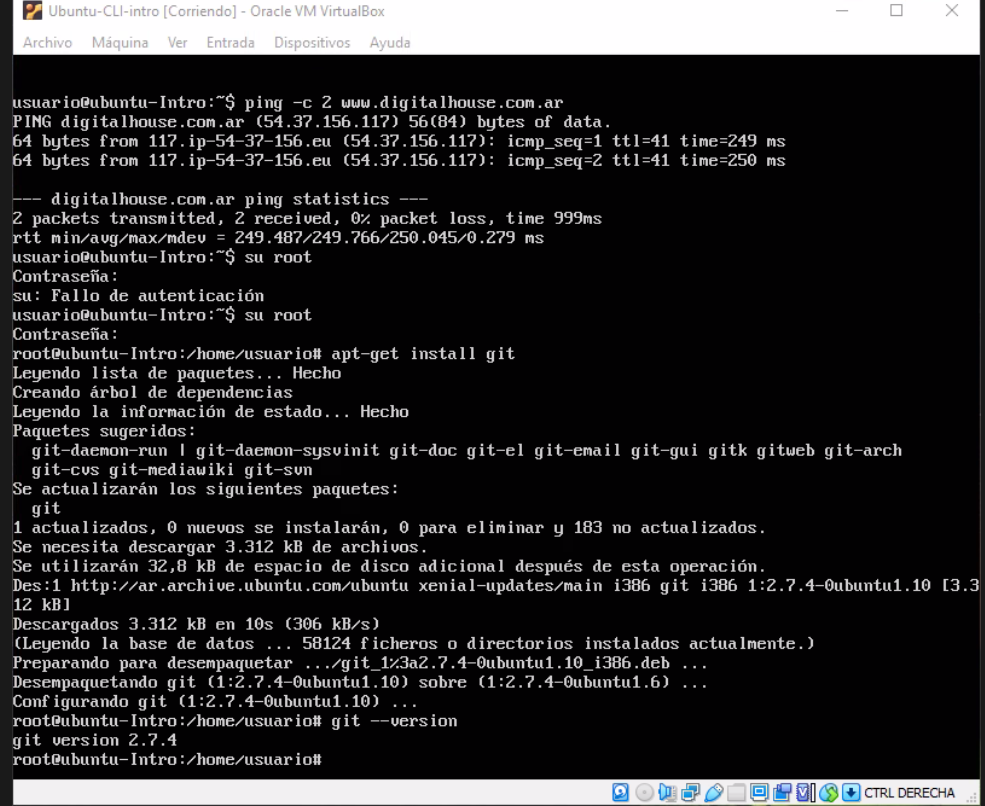 Ubuntu-CLI-intro [Corriendo] - Oracle VM VirtualBox
Archivo Máquina Ver Entrada Dispositivos Ayuda
usuario@ubuntu-Intro:~$ ping -c 2 www.digitalhouse.com.ar
PING digitalhouse.com.ar (54.37.156.117) 56(84) bytes of data.
64 bytes from 117.ip-54-37-156.eu (54.37.156.117): icmp_seq=1 ttl=41 time=249 ms
64 bytes from 117.ip-54-37-156.eu (54.37.156.117): icmp_seq=2 ttl=41 time=250 ms
--- digitalhouse.com.ar ping statistics ---
2 packets transmitted, 2 received, 0% packet loss, time 999ms
rtt min/avg/max/mdev = 249.487/249.766/250.045/0.279 ms
usuario@ubuntu-Intro:~$ su root
Contraseña:
su: Fallo de autenticación
usuario@ubuntu-Intro:~$ su root
Contraseña:
root@ubuntu-Intro:/home/usuario# apt-get install git
Leyendo lista de paquetes... Hecho
Creando árbol de dependencias
Leyendo la información de estado... Hecho
Paquetes sugeridos:
  git-daemon-run | git-daemon-sysvinit git-doc git-el git-email git-gui gitk gitweb git-arch
  git-cvs git-mediawiki git-svn
Se actualizarán los siguientes paquetes:
  git
1 actualizados, 0 nuevos se instalarán, 0 para eliminar y 183 no actualizados.
Se necesita descargar 3.312 kB de archivos.
Se utilizarán 32,8 kB de espacio de disco adicional después de esta operación.
Des:1 http://ar.archive.ubuntu.com/ubuntu xenial-updates/main i386 git i386 1:2.7.4-0ubuntu1.10 [3.3
12 kB]
Descargados 3.312 kB en 10s (306 kB/s)
(Leyendo la base de datos ... 58124 ficheros o directorios instalados actualmente.)
Preparando para desempaquetar .../git_1%3a2.7.4-0ubuntu1.10_i386.deb ...
Desempaquetando git (1:2.7.4-0ubuntu1.10) sobre (1:2.7.4-0ubuntu1.6) ...
Configurando git (1:2.7.4-0ubuntu1.10) ...
root@ubuntu-Intro:/home/usuario# git --version
git version 2.7.4
root@ubuntu-Intro:/home/usuario#
CTRL DERECHA